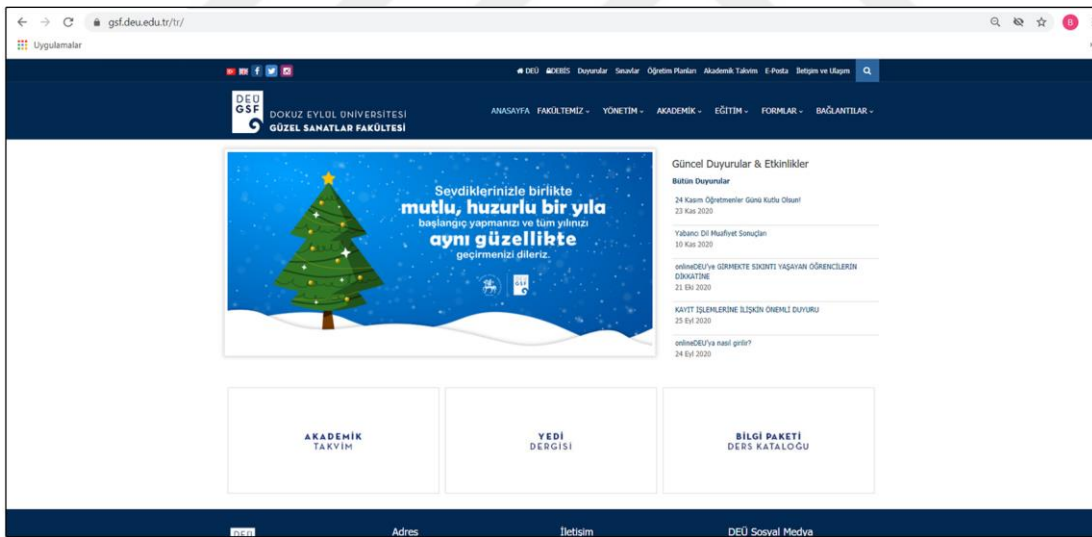 gsf.deu.edu.tr/tr/
B
Uygulamalar
DEÜ DEBİS Duyurular Sınavlar Öğretim Planları Akademik Takvim E-Posta İletişim ve Ulaşım
DEÜ
GSF
DOKUZ EYLÜL ÜNİVERSİTESİ
GÜZEL SANATLAR FAKÜLTESİ
ANASAYFA FAKÜLTEMİZ YÖNETİM AKADEMİK EĞİTİM FORMLAR BAĞLANTILAR
Sevdiklerinizle birlikte
mutlu, huzurlu bir yıla
başlangıç yapmanızı ve tüm yılınızı
aynı güzellikte
geçirmenizi dileriz.
GSF
Güncel Duyurular & Etkinlikler
Bütün Duyurular
24 Kasım Öğretmenler Günü Kutlu Olsun!
23 Kas 2020
Yabancı Dil Muafiyet Sonuçları
10 Kas 2020
onlineDEU'ye GİRMEKTE SIKINTI YAŞAYAN ÖĞRENCİLERİN
DİKKATİNE
21 Eki 2020
KAYIT İŞLEMLERİNE İLİŞKİN ÖNEMLİ DUYURU
25 Eyl 2020
onlineDEU'ya nasıl girilir?
24 Eyl 2020
AKADEMİK
TAKVİM
YEDİ
DERGİSİ
BİLGİ PAKETİ
DERS KATALOĞU
DEÜ
Adres
İletişim
DEÜ Sosyal Medya